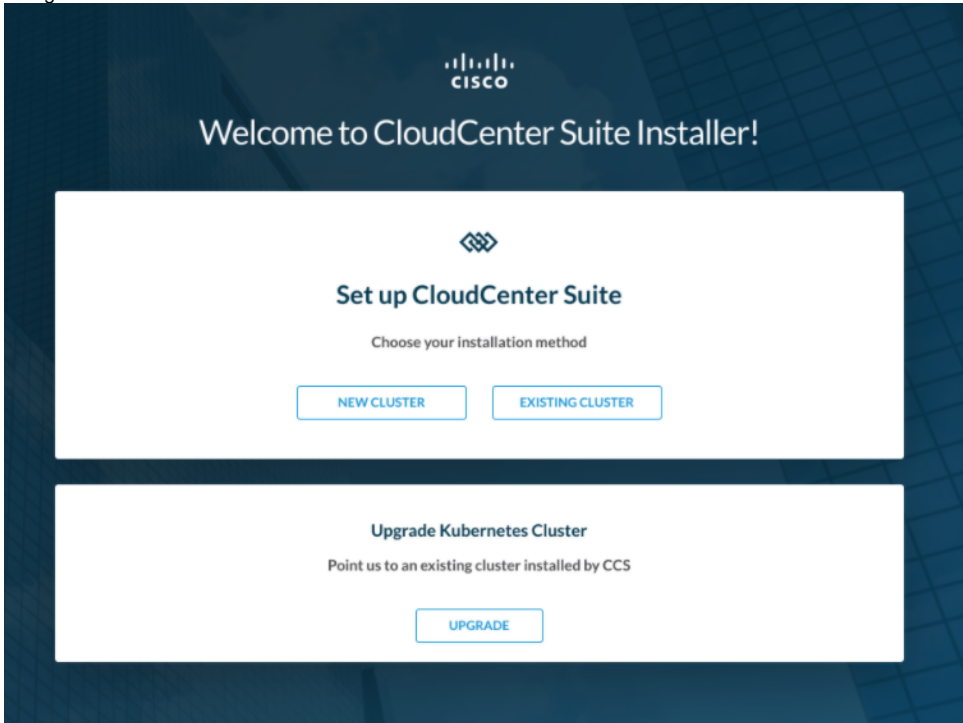 CISCO
Welcome to CloudCenter Suite Installer!
Set up CloudCenter Suite
Choose your installation method
NEW CLUSTER EXISTING CLUSTER
Upgrade Kubernetes Cluster
Point us to an existing cluster installed by CCS
UPGRADE